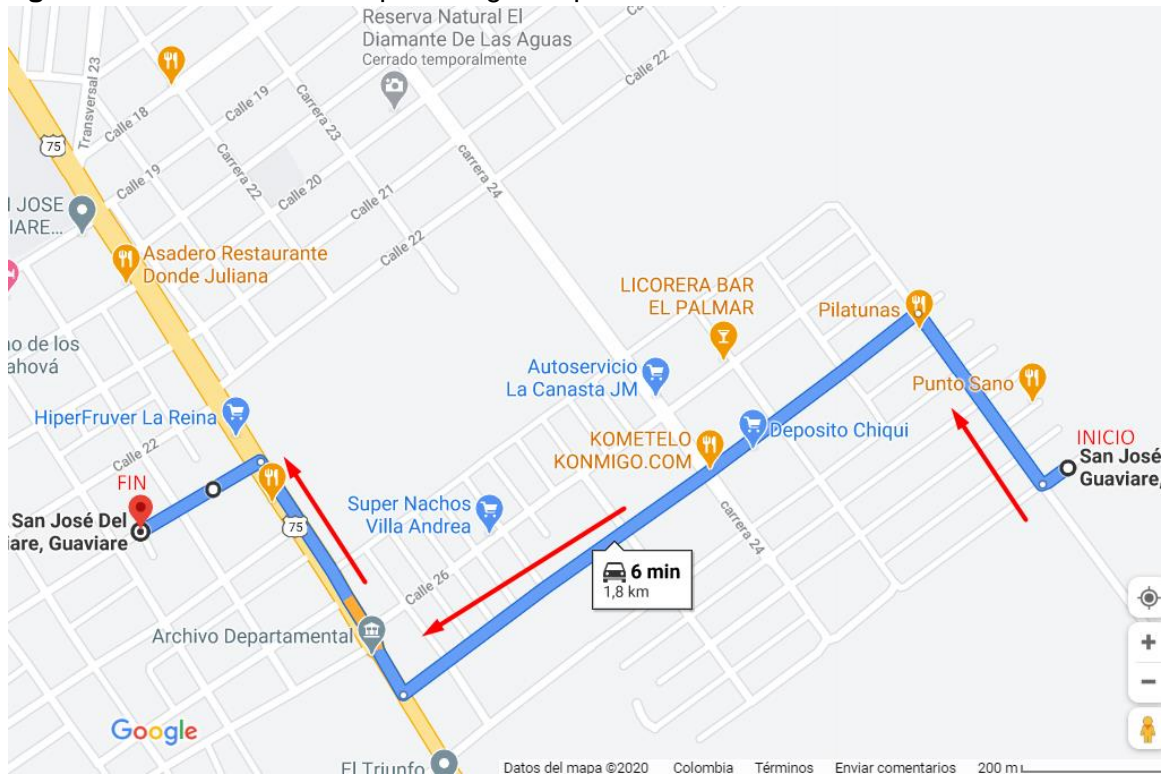 Reserva Natural El
Diamante De Las Aguas
Cerrado temporalmente
Calle 22
Transversal 23
Calle 18
Calle 19
Carrera 23
75
Carrera 22
carrera 24
Calle 19
Calle 20
Calle 21
Calle 22
JOSE
IARE...
Asadero Restaurante
Donde Juliana
LICORERA BAR
EL PALMAR
Pilatunas
o de los
ahová
Autoservicio
La Canasta JM
Punto Sano
HiperFruver La Reina
Deposito Chiqui
KOMETELO
KONMIGO.COM
INICIO
San José
Guaviare,
Calle 22
FIN
San José Del
iare, Guaviare
75
Super Nachos
Villa Andrea
carrera 24
6 min
1,8 km
Calle 26
Archivo Departamental
Google
El Triunfo
Datos del mapa ©2020 Colombia Términos Enviar comentarios 200 m